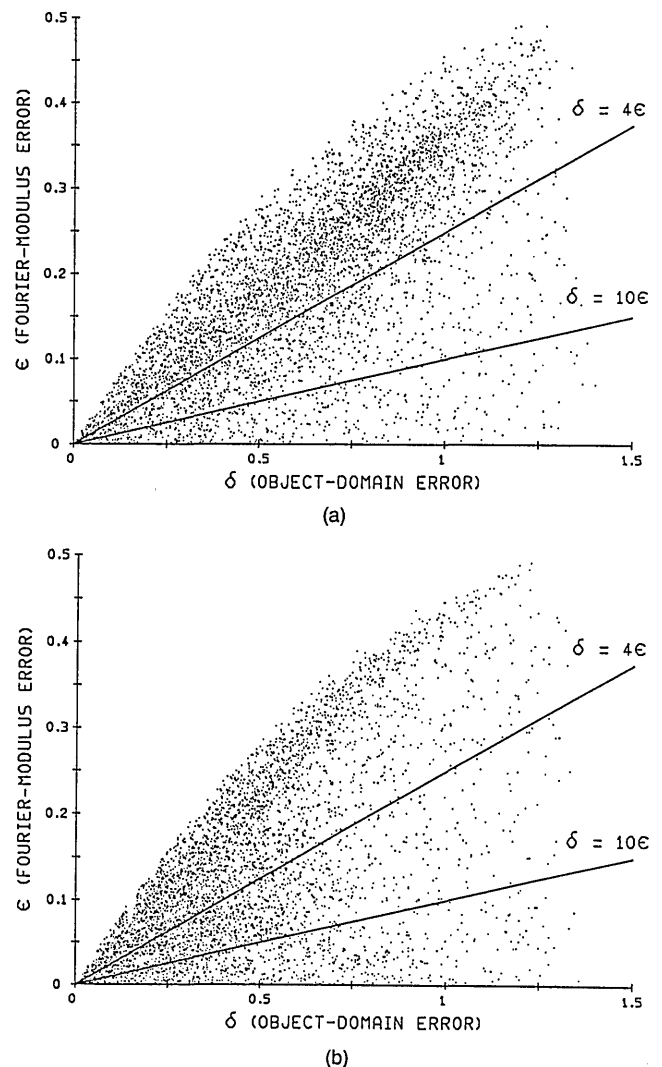 0.5
0.4
0.3
0.2
0.1
0
ϵ (FOURIER-MODULUS ERROR)
δ = 4ϵ
δ = 10ϵ
0
0.5
1
1.5
δ (OBJECT-DOMAIN ERROR)
(a)
0.5
0.4
0.3
0.2
0.1
0
ϵ (FOURIER-MODULUS ERROR)
δ = 4ϵ
δ = 10ϵ
0
0.5
1
1.5
δ (OBJECT-DOMAIN ERROR)
(b)